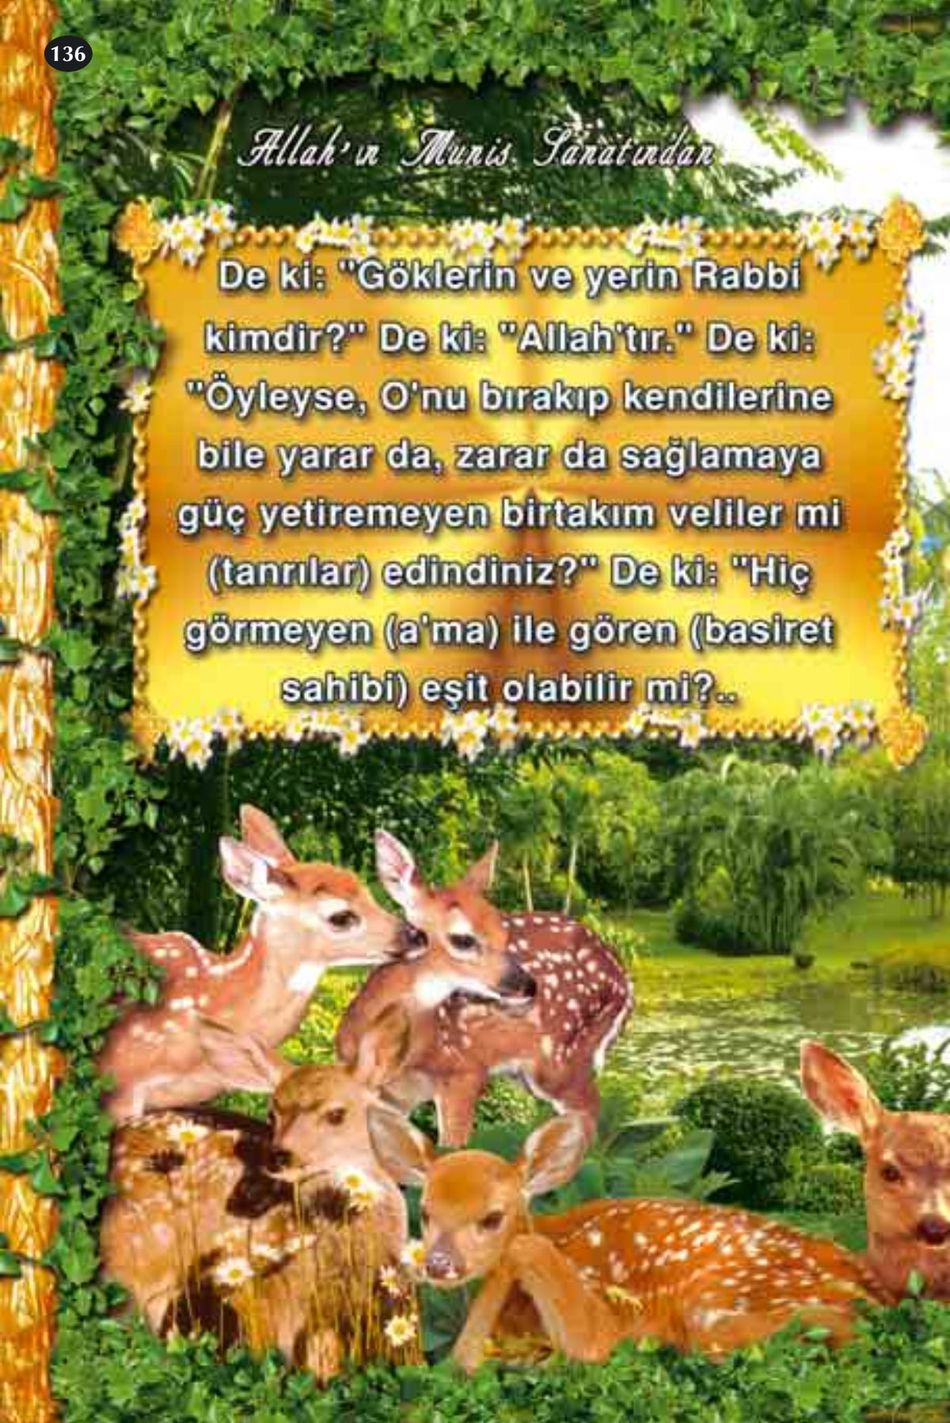 136
Allah'ın Munis Sanatından
De ki: "Göklerin ve yerin Rabbi
kimdir?" De ki: "Allah'tır." De ki:
"Öyleyse, O'nu bırakıp kendilerine
bile yarar da, zarar da sağlamaya
güç yetiremeyen birtakım veliler mi
(tanrılar) edindiniz?" De ki: "Hiç
görmeyen (a'ma) ile gören (basiret
sahibi) eşit olabilir mi?..